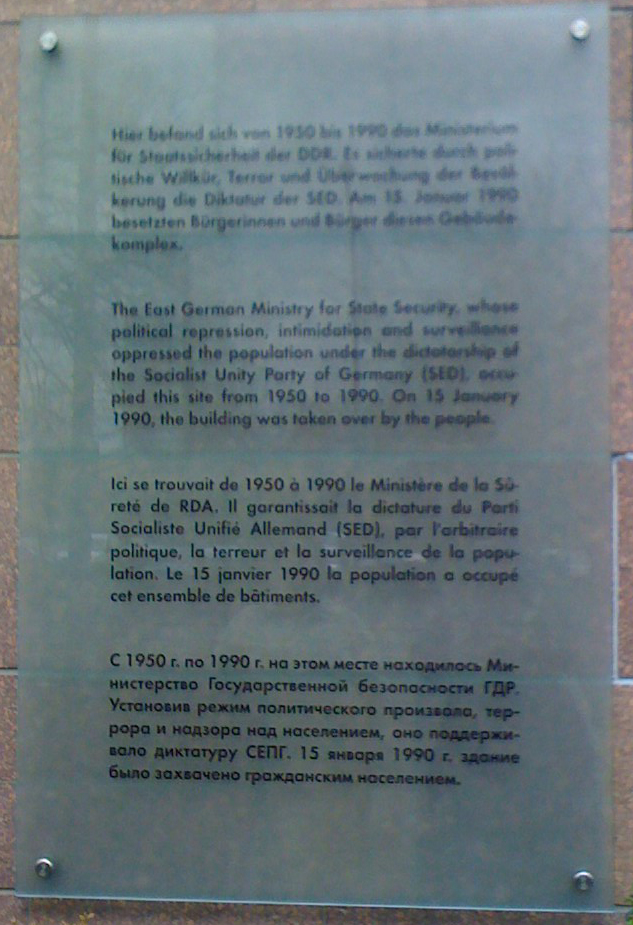 Hier befand sich von 1950 bis 1990 das Ministerium
für Staatssicherheit der DDR. Es sicherte durch poli-
tische Willkür, Terror und Überwachung der Bevöl-
kerung die Diktatur der SED. Am 15. Januar 1990
besetzten Bürgerinnen und Bürger diesen Gebäude-
komplex.
The East German Ministry for State Security, whose
political repression, intimidation and surveillance
oppressed the population under the dictatorship of
the Socialist Unity Party of Germany (SED), occu-
pied this site from 1950 to 1990. On 15 January
1990, the building was taken over by the people.
Ici se trouvait de 1950 à 1990 le Ministère de la Sû-
reté de RDA. Il garantissait la dictature du Parti
Socialiste Unifié Allemand (SED), par l'arbitraire
politique, la terreur et la surveillance de la popu-
lation. Le 15 janvier 1990 la population a occupé
cet ensemble de bâtiments.
С 1950 г. по 1990 г. на этом месте находилось Ми-
нистерство Государственной безопасности ГДР.
Установив режим политического произвола, тер-
рора и надзора над населением, оно поддержи-
вало диктатуру СЕПГ. 15 января 1990 г. здание
было захвачено гражданским населением.